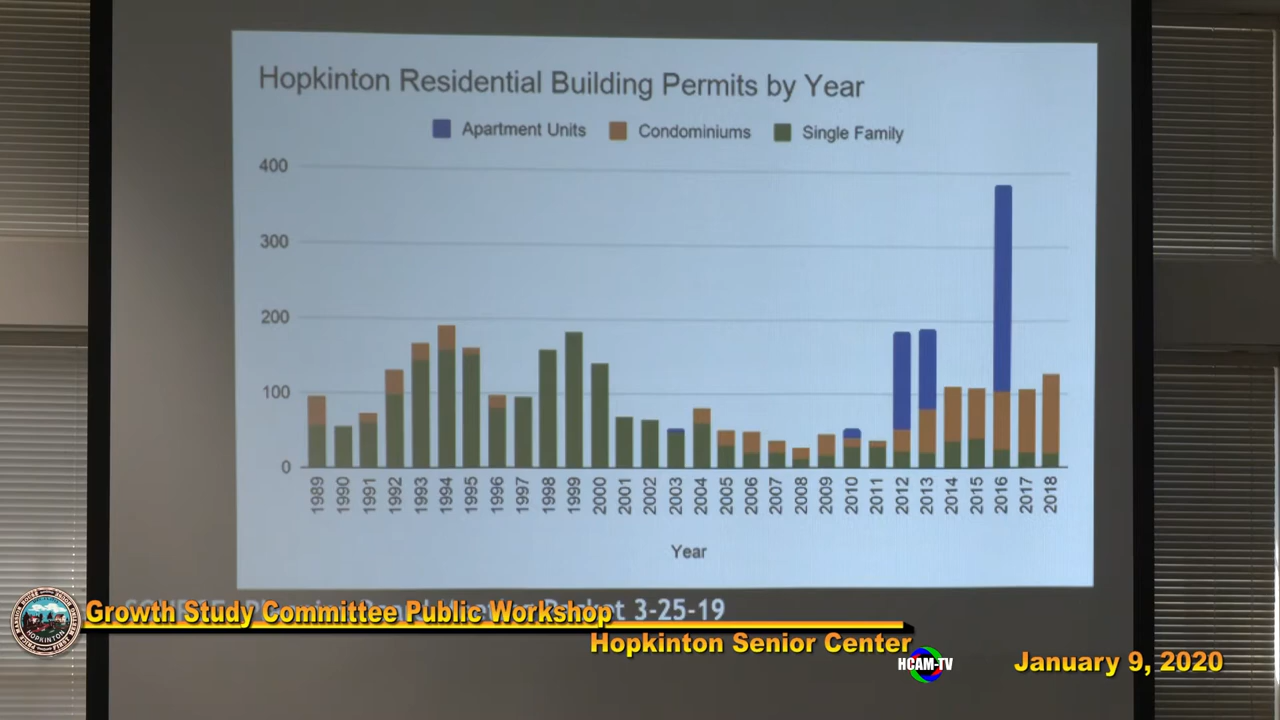 Hopkinton Residential Building Permits by Year
Apartment Units Condominiums Single Family
400
300
200
100
0
1989 1990 1991 1992 1993 1994 1995 1996 1997 1998 1999 2000 2001 2002 2003 2004 2005 2006 2007 2008 2009 2010 2011 2012 2013 2014 2015 2016 2017 2018
Year
3-25-19
Growth Study Committee Public Workshop
Hopkinton Senior Center
HCAM-TV
January 9, 2020
HOPKINTON